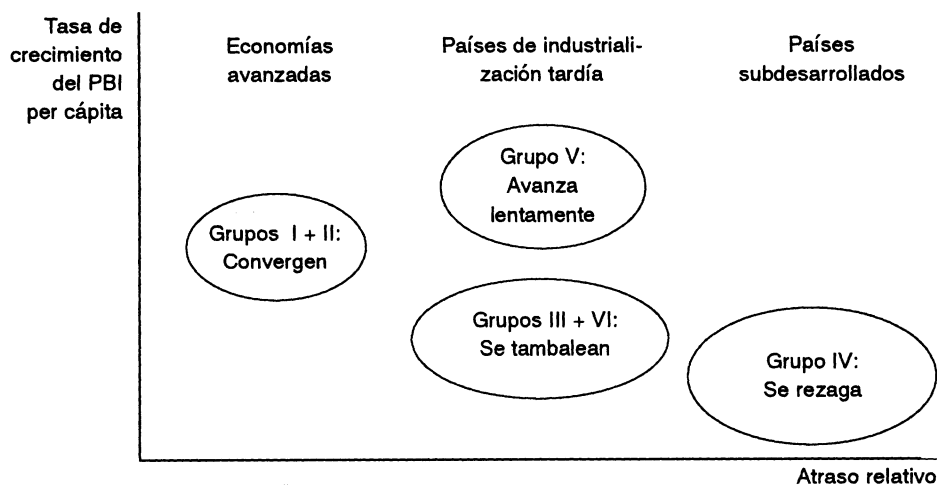 Tasa de
crecimiento
del PBI
per cápita
Economías
avanzadas
Países de industriali-
zación tardía
Países
subdesarrollados
Grupo V:
Avanza
lentamente
Grupos I + II:
Convergen
Grupos III + VI:
Se tambalean
Grupo IV:
Se rezaga
Atraso relativo